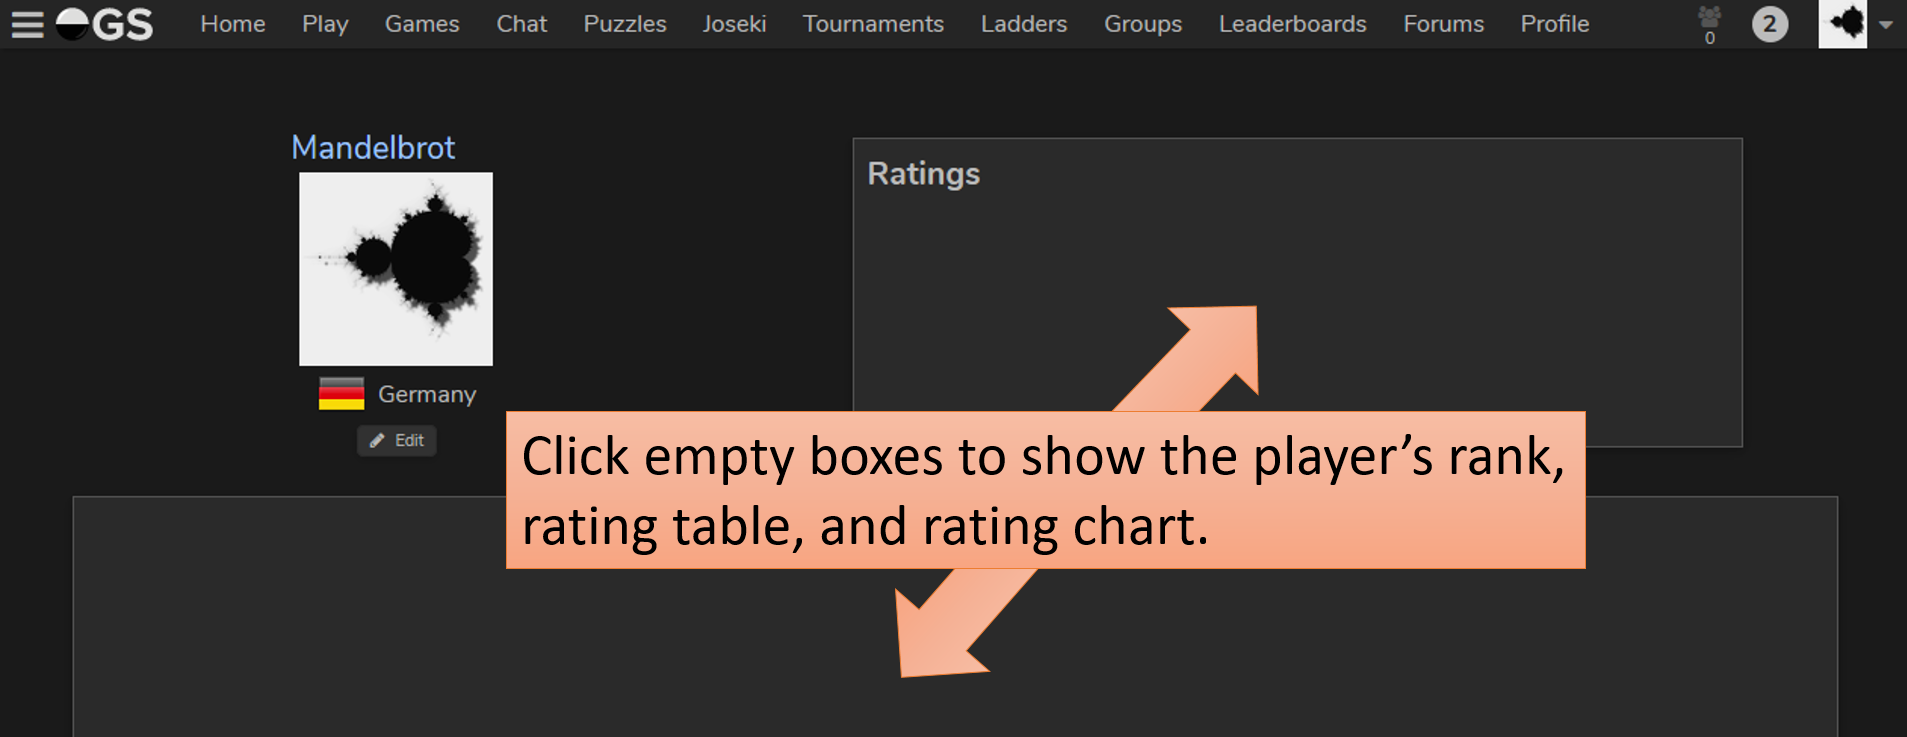 GS Home Play Games Chat Puzzles Joseki Tournaments Ladders Groups Leaderboards Forums Profile 0 2
Mandelbrot
Ratings
Germany
Edit
Click empty boxes to show the player’s rank,
rating table, and rating chart.